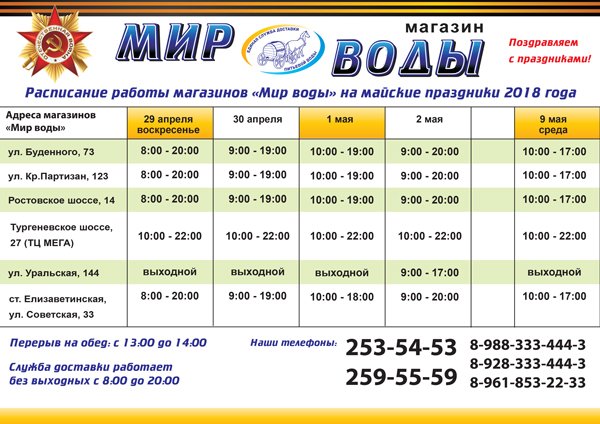 МИР
ВОДЫ
магазин
ЕДИНАЯ СЛУЖБА ДОСТАВКИ
ПИТЬЕВОЙ ВОДЫ
Поздравляем
с праздниками!
Расписание работы магазинов «Мир воды» на майские праздники 2018 года
Адреса магазинов «Мир воды» 29 апреля воскресенье 30 апреля 1 мая 2 мая 9 мая среда
ул. Буденного, 73 8:00 - 20:00 9:00 - 19:00 10:00 - 19:00 9:00 - 20:00 10:00 - 17:00
ул. Кр.Партизан, 123 8:00 - 20:00 9:00 - 19:00 10:00 - 19:00 9:00 - 20:00 10:00 - 17:00
Ростовское шоссе, 14 8:00 - 20:00 9:00 - 19:00 10:00 - 19:00 9:00 - 20:00 10:00 - 17:00
Тургеневское шоссе, 27 (ТЦ МЕГА) 10:00 - 22:00 10:00 - 22:00 10:00 - 22:00 10:00 - 22:00 10:00 - 22:00
ул. Уральская, 144 выходной выходной выходной 9:00 - 17:00 выходной
ст. Елизаветинская, ул. Советская, 33 8:00 - 20:00 9:00 - 19:00 10:00 - 18:00 9:00 - 20:00 10:00 - 17:00
Перерыв на обед: с 13:00 до 14:00
Служба доставки работает
без выходных с 8:00 до 20:00
Наши телефоны:
253-54-53
259-55-59
8-988-333-444-3
8-928-333-444-3
8-961-853-22-33